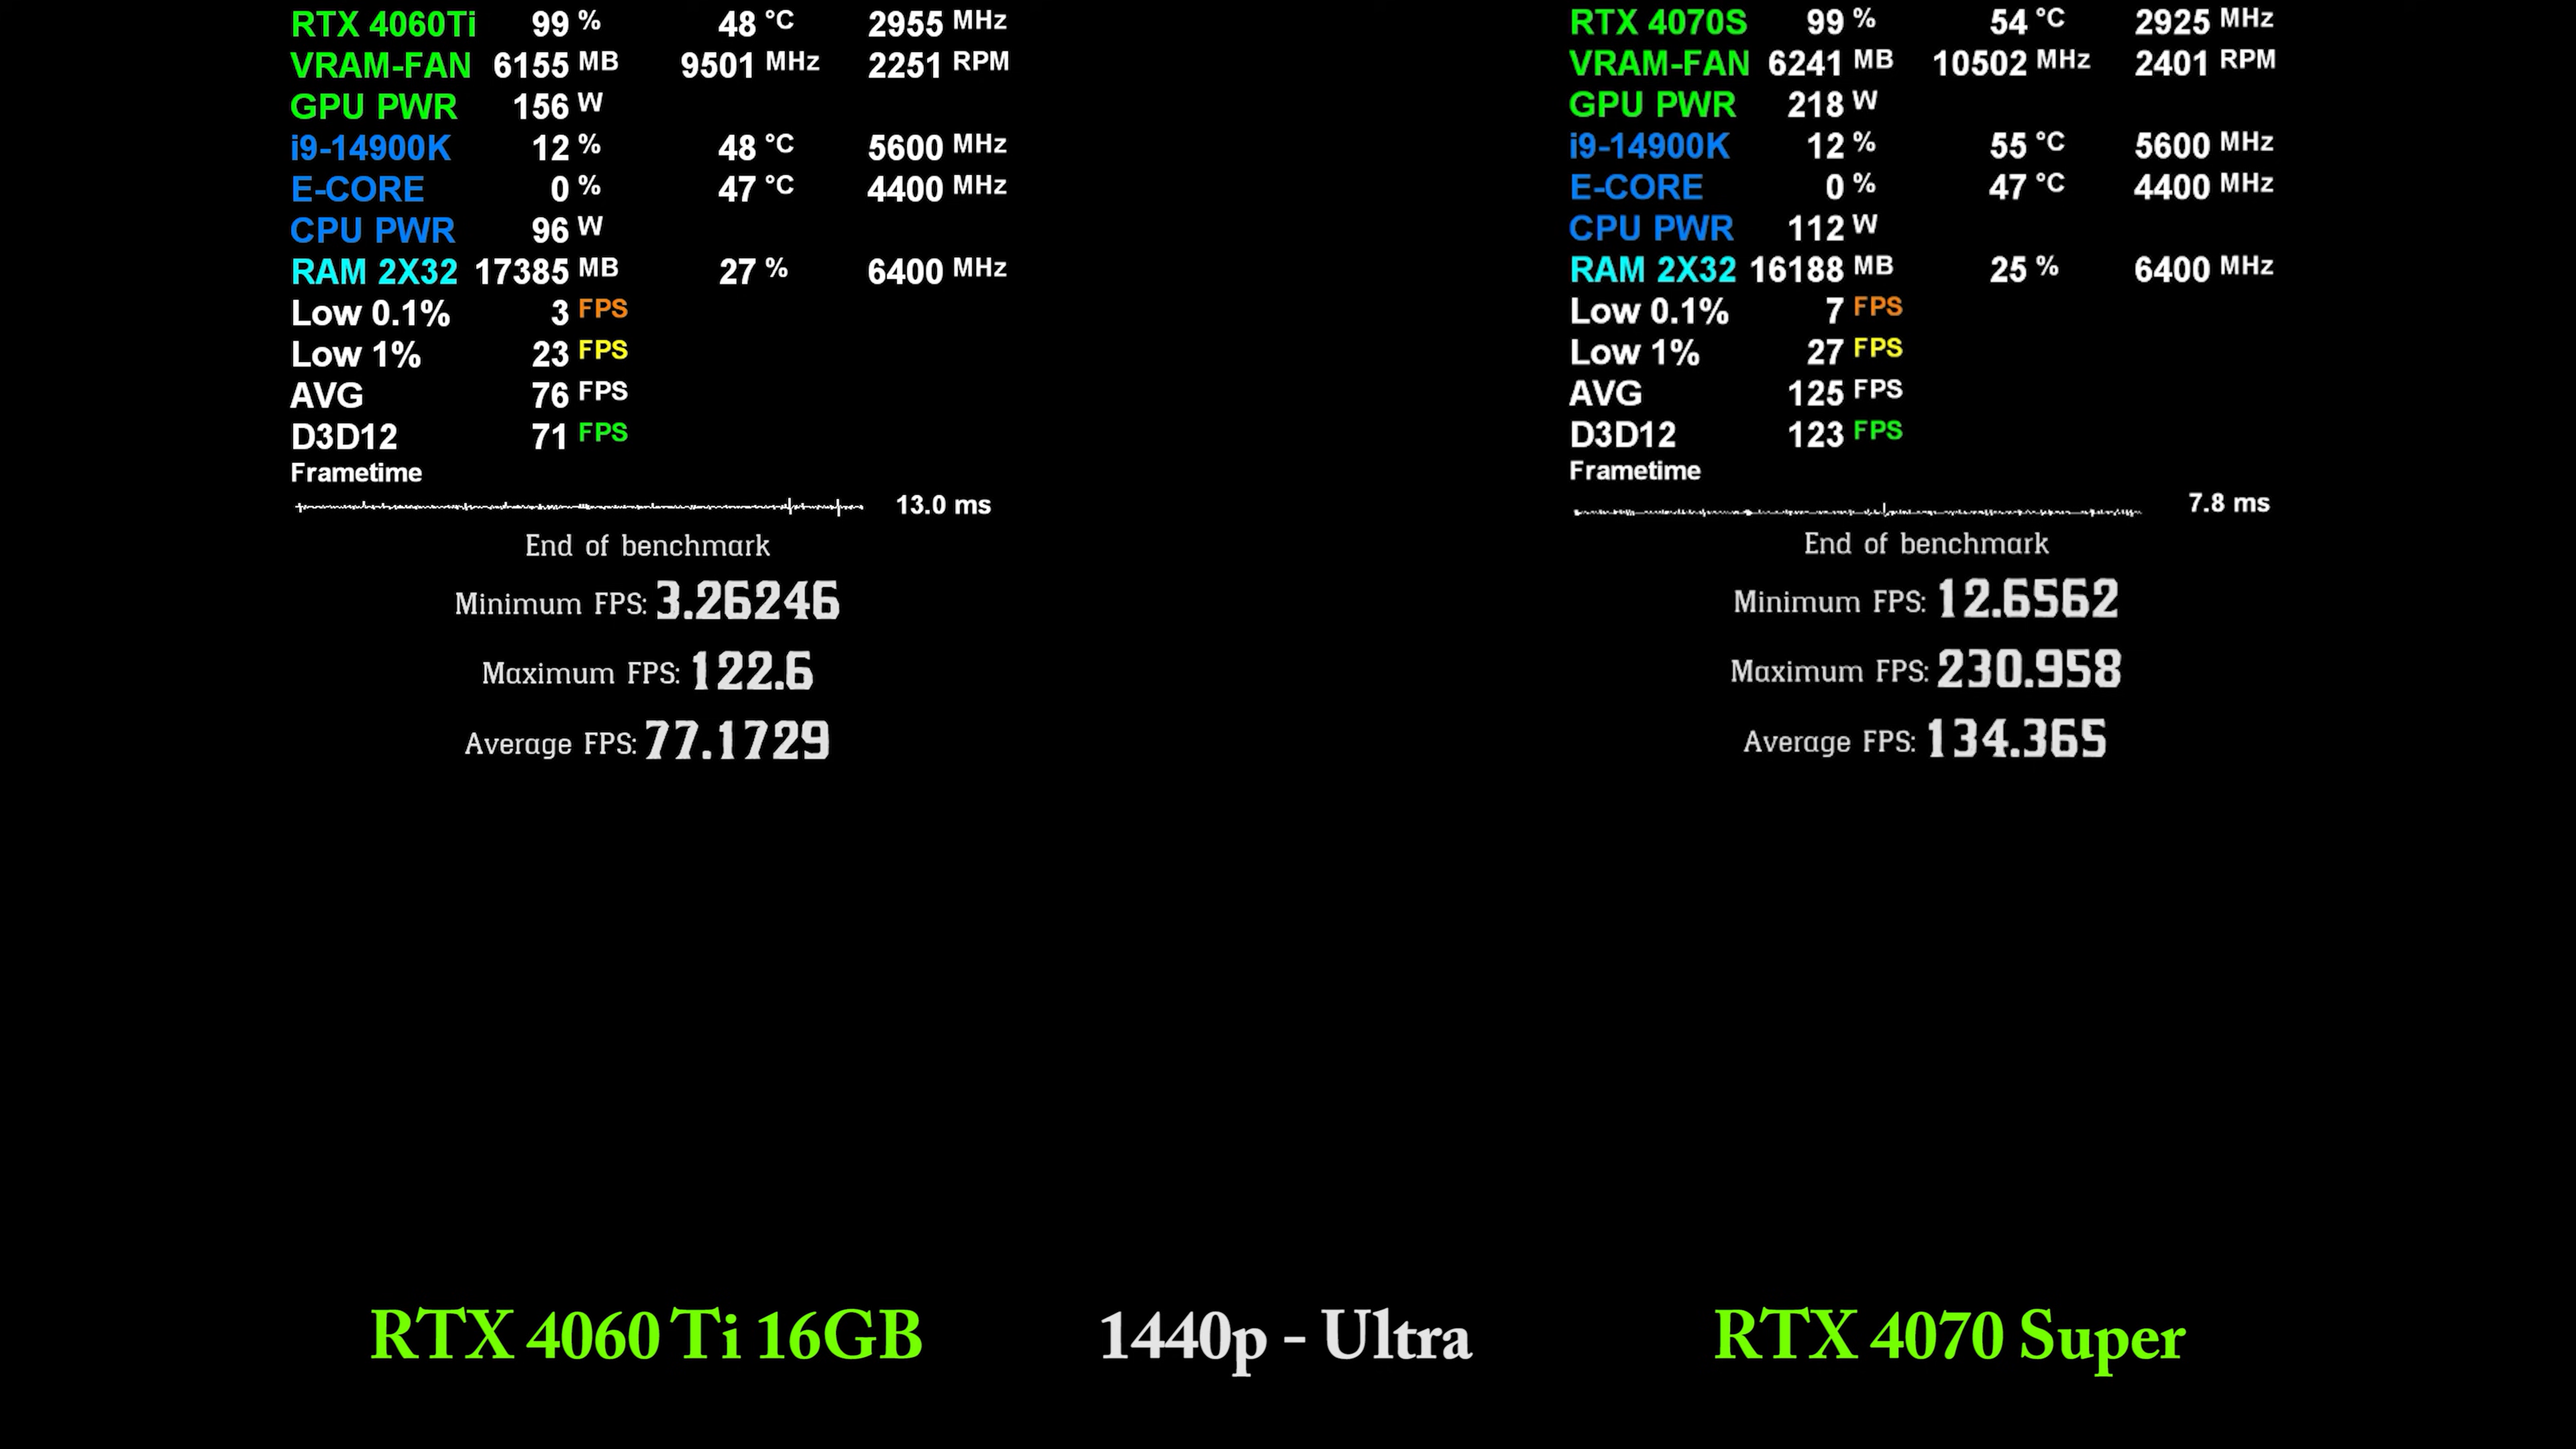 RTX 4060Ti 99 % 48 °C 2955 MHz
VRAM-FAN 6155 MB 9501 MHz 2251 RPM
GPU PWR 156 W
i9-14900K 12 % 48 °C 5600 MHz
E-CORE 0 % 47 °C 4400 MHz
CPU PWR 96 W
RAM 2X32 17385 MB 27 % 6400 MHz
Low 0.1% 3 FPS
Low 1% 23 FPS
AVG 76 FPS
D3D12 71 FPS
Frametime
13.0 ms
End of benchmark
Minimum FPS: 3.26246
Maximum FPS: 122.6
Average FPS: 77.1729
RTX 4070S 99 % 54 °C 2925 MHz
VRAM-FAN 6241 MB 10502 MHz 2401 RPM
GPU PWR 218 W
i9-14900K 12 % 55 °C 5600 MHz
E-CORE 0 % 47 °C 4400 MHz
CPU PWR 112 W
RAM 2X32 16188 MB 25 % 6400 MHz
Low 0.1% 7 FPS
Low 1% 27 FPS
AVG 125 FPS
D3D12 123 FPS
Frametime
7.8 ms
End of benchmark
Minimum FPS: 12.6562
Maximum FPS: 230.958
Average FPS: 134.365
RTX 4060 Ti 16GB
1440p - Ultra
RTX 4070 Super